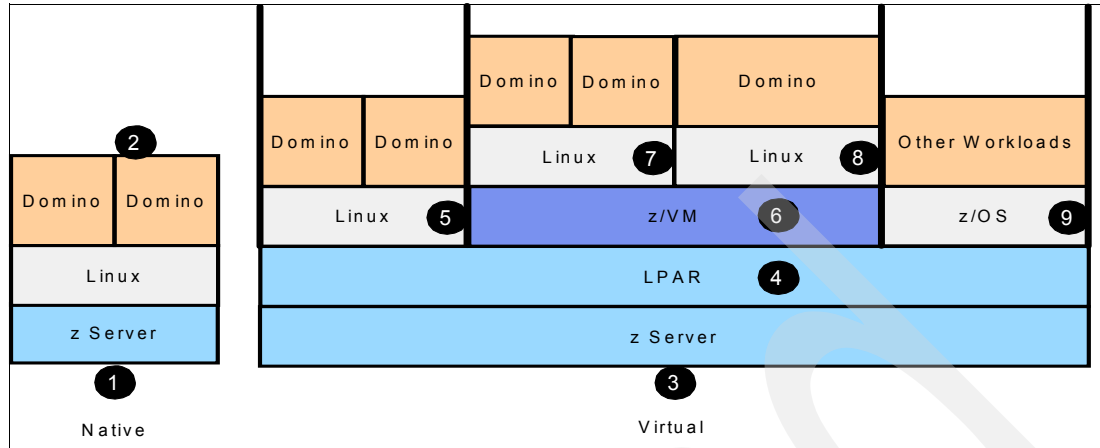 Domino Domino Domino
Domino Domino Other Workloads
2 Linux 7 Linux 8
Domino Domino Linux 5 z/VM 6 z/OS 9
Linux LPAR 4
z Server z Server
1 3
Native Virtual